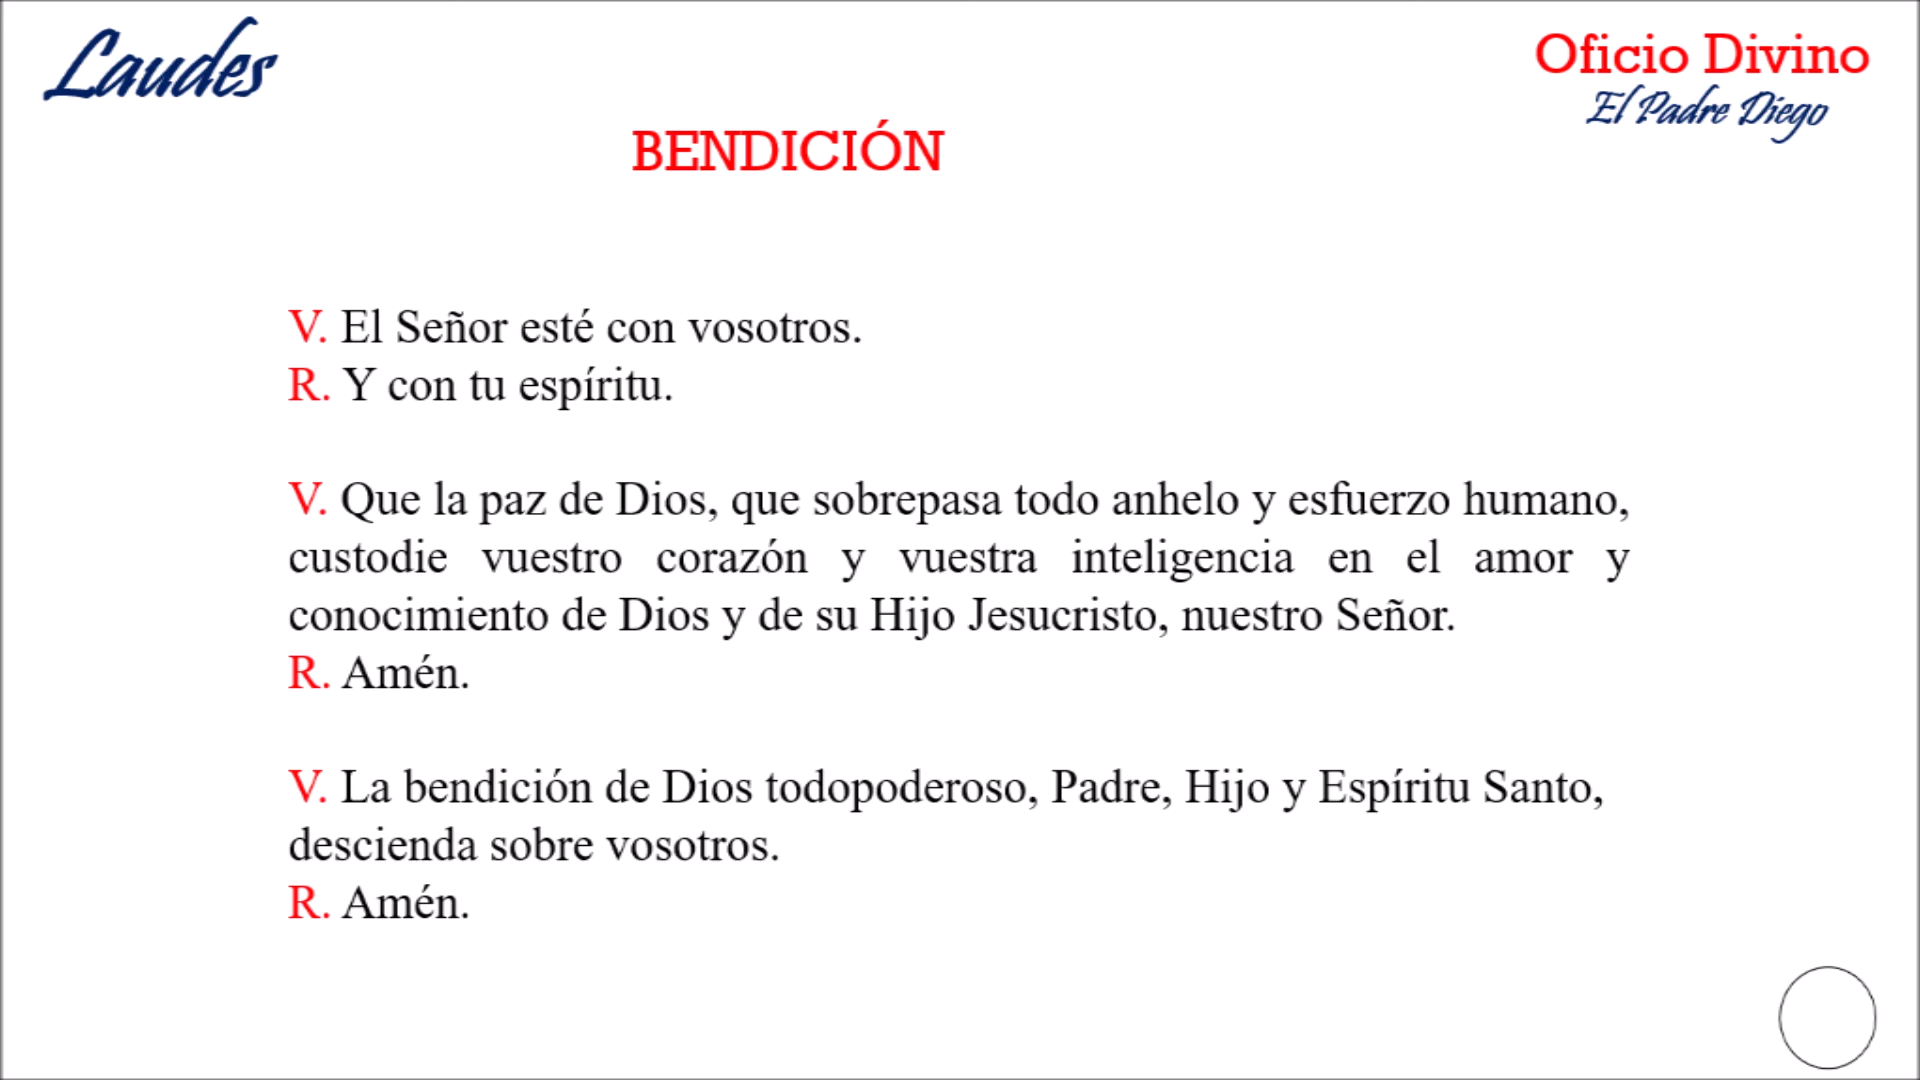 Laudes
Oficio Divino
El Padre Diego
BENDICIÓN
V. El Señor esté con vosotros.
R. Y con tu espíritu.
V. Que la paz de Dios, que sobrepasa todo anhelo y esfuerzo humano,
custodie vuestro corazón y vuestra inteligencia en el amor y
conocimiento de Dios y de su Hijo Jesucristo, nuestro Señor.
R. Amén.
V. La bendición de Dios todopoderoso, Padre, Hijo y Espíritu Santo,
descienda sobre vosotros.
R. Amén.